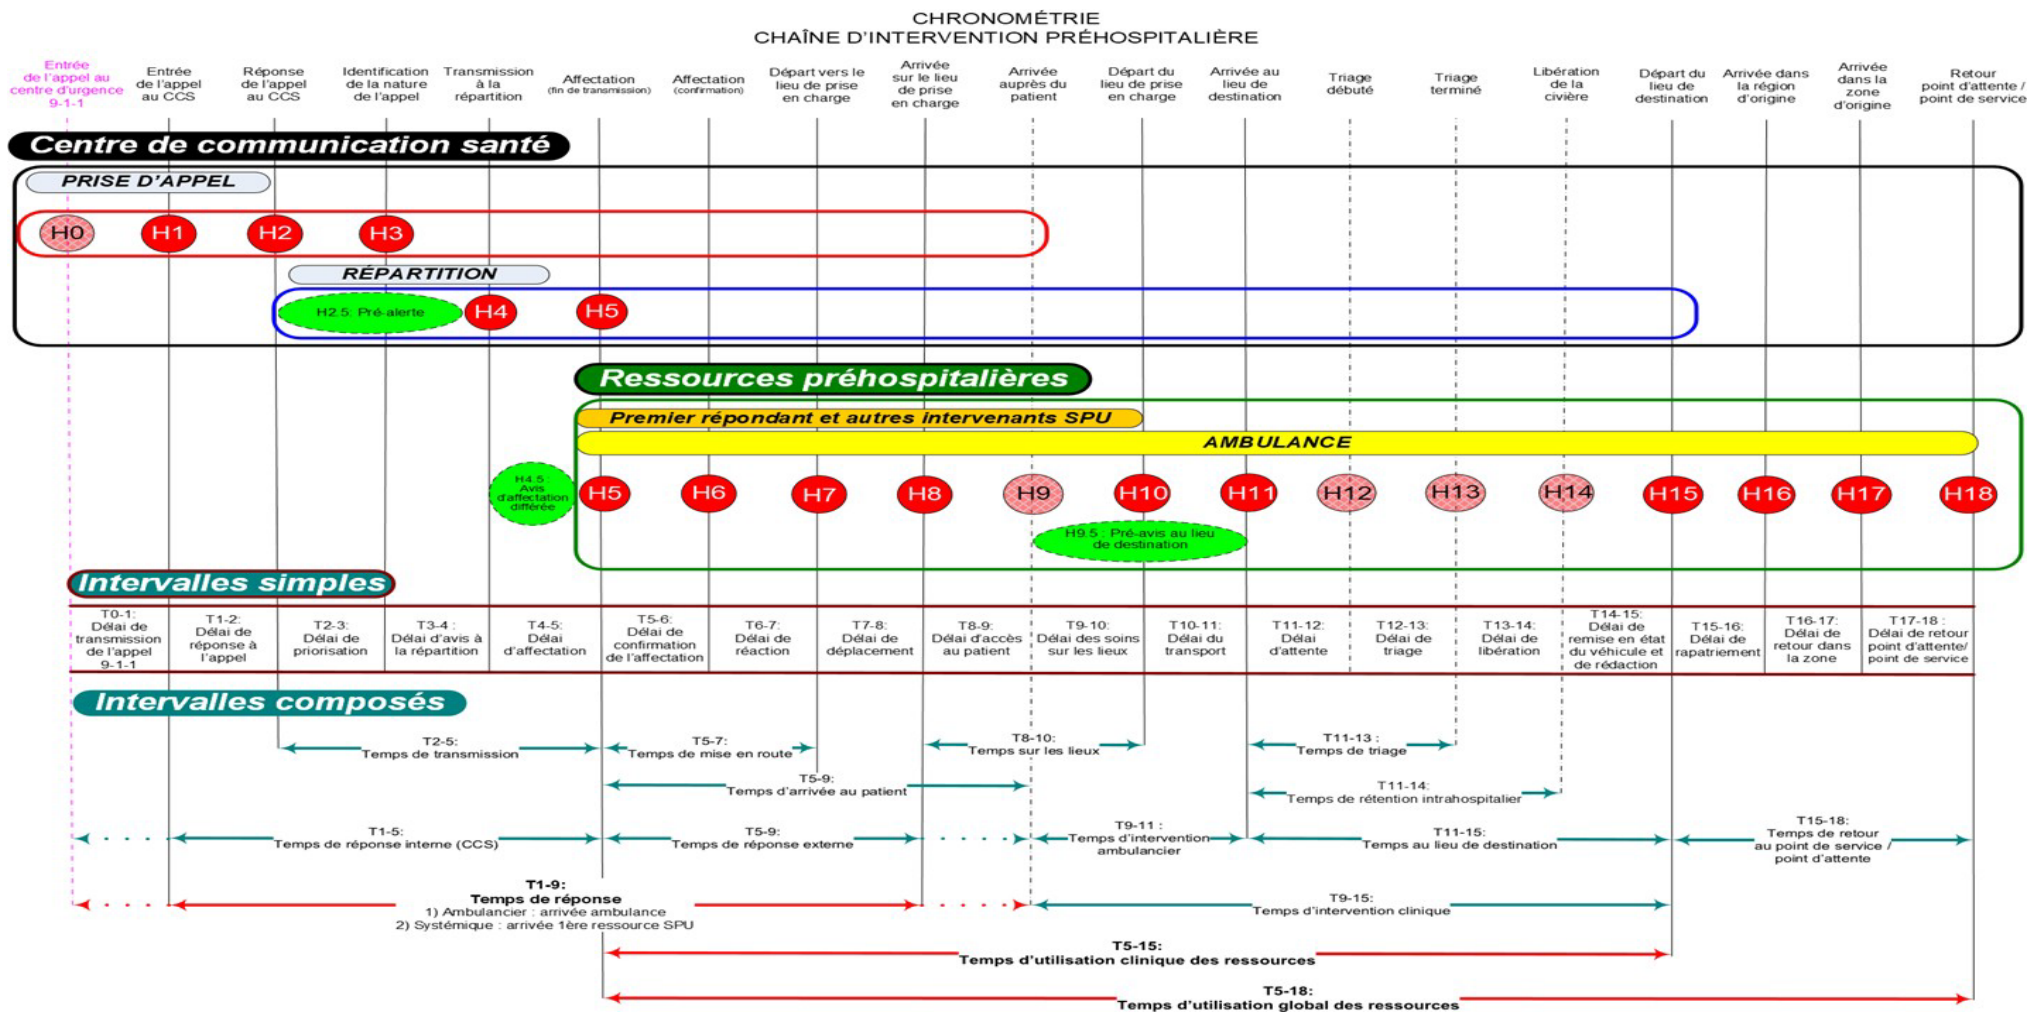 CHRONOMÉTRIE
CHAÎNE D'INTERVENTION PRÉHOSPITALIÈRE
Entrée
de l'appel au
centre d'urgence
9-1-1
Entrée
de l'appel
au CCS
Réponse
de l'appel
au CCS
Identification
de la nature
de l'appel
Transmission
à la
répartition
Affectation
(fin de transmission)
Affectation
(confirmation)
Départ vers le
lieu de prise
en charge
Arrivée
sur le lieu
de prise
en charge
Arrivée
auprès du
patient
Départ du
lieu de prise
en charge
Arrivée au
lieu de
destination
Triage
débuté
Triage
terminé
Libération
de la
civière
Départ du
lieu de
destination
Arrivée dans
la région
d'origine
Arrivée
dans la
zone
d'origine
Retour
point d'attente /
point de service
Centre de communication santé
PRISE D'APPEL
H0
H1
H2
H3
RÉPARTITION
H2.5: Pré-alerte
H4
H5
Ressources préhospitalières
Premier répondant et autres intervenants SPU
AMBULANCE
H4.5 :
Avis
d'affectation
différée
H5
H6
H7
H8
H9
H10
H11
H12
H13
H14
H15
H16
H17
H18
H9.5 : Pré-avis au lieu
de destination
Intervalles simples
T0-1:
Délai de
transmission
de l'appel
9-1-1
T1-2:
Délai de
réponse à
l'appel
T2-3:
Délai de
priorisation
T3-4 :
Délai d'avis à
la répartition
T4-5:
Délai
d'affectation
T5-6:
Délai de
confirmation
de l'affectation
T6-7:
Délai de
réaction
T7-8:
Délai de
déplacement
T8-9:
Délai d'accès
au patient
T9-10:
Délai des soins
sur les lieux
T10-11:
Délai du
transport
T11-12:
Délai
d'attente
T12-13:
Délai de
triage
T13-14:
Délai de
libération
T14-15:
Délai de
remise en état
du véhicule et
de rédaction
T15-16:
Délai de
rapatriement
T16-17:
Délai de
retour dans
la zone
T17-18 :
Délai de retour
point d'attente/
point de service
Intervalles composés
T2-5:
Temps de transmission
T5-7:
Temps de mise en route
T8-10:
Temps sur les lieux
T11-13 :
Temps de triage
T5-9:
Temps d'arrivée au patient
T11-14:
Temps de rétention intrahospitalier
T1-5:
Temps de réponse interne (CCS)
T5-9:
Temps de réponse externe
T9-11 :
Temps d'intervention
ambulancier
T11-15:
Temps au lieu de destination
T15-18:
Temps de retour
au point de service /
point d'attente
T1-9:
Temps de réponse
1) Ambulancier : arrivée ambulance
2) Systémique : arrivée 1ère ressource SPU
T9-15:
Temps d'intervention clinique
T5-15:
Temps d'utilisation clinique des ressources
T5-18:
Temps d'utilisation global des ressources